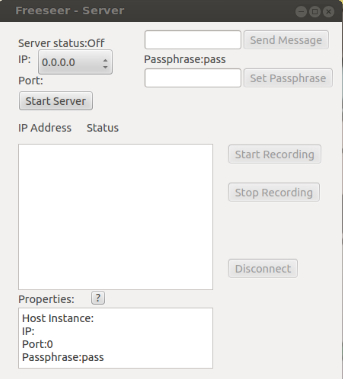 Freeseer - Server
Server status:Off
Send Message
IP:
0.0.0.0
Passphrase:pass
Port:
Set Passphrase
Start Server
IP Address Status
Start Recording
Stop Recording
Disconnect
Properties: ?
Host Instance:
IP:
Port:0
Passphrase:pass